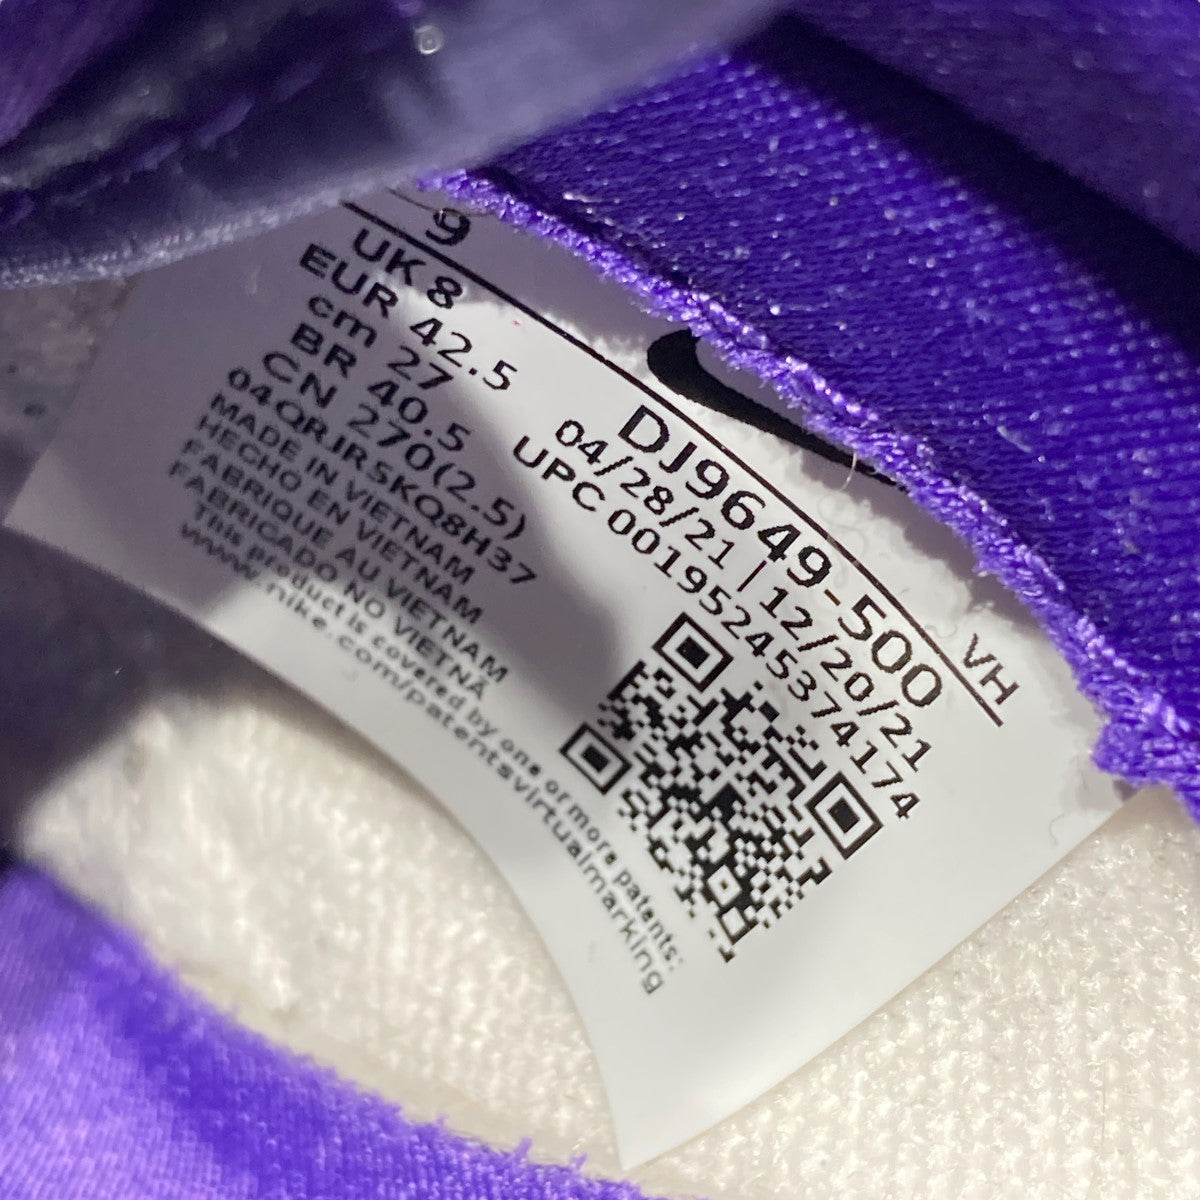 9
UK 8
EUR 42.5
cm 27
BR 40.5
CN 270(2.5)
04QRJR5KQ8H37
MADE IN VIETNAM
HECHO EN VIETNAM
FABRIQUE AU VIETNAM
FABRICADO NO VIETNÃ
This product is covered by one or more patents:
www.nike.com/patentsvirtualmarking
DJ9649-500
VH
04/28/21 | 12/20/21
UPC 00195245374174